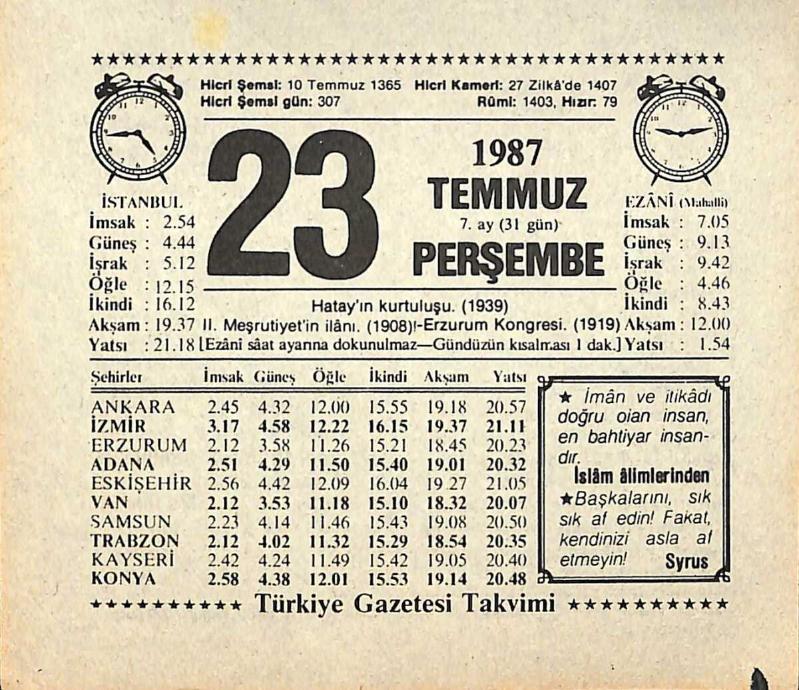 Hicrî Şemsî: 10 Temmuz 1365 Hicrî Kamerî: 27 Zilkâ'de 1407
Hicrî Şemsî gün: 307 Rûmî: 1403, Hızır: 79
23
1987
TEMMUZ
7. ay (31 gün)
PERŞEMBE
İSTANBUL
İmsak : 2.54
Güneş : 4.44
İşrak : 5.12
Öğle : 12.15
İkindi : 16.12
Akşam : 19.37
Yatsı : 21.18
EZÂNÎ (Mahallî)
İmsak : 7.05
Güneş : 9.13
İşrak : 9.42
Öğle : 4.46
İkindi : 8.43
Akşam : 12.00
Yatsı : 1.54
Hatay'ın kurtuluşu. (1939)
II. Meşrutiyet'in ilânı. (1908)-Erzurum Kongresi. (1919)
[Ezânî sâat ayarına dokunulmaz—Gündüzün kısalması 1 dak.]
Şehirler İmsak Güneş Öğle İkindi Akşam Yatsı
ANKARA 2.45 4.32 12.00 15.55 19.18 20.57
İZMİR 3.17 4.58 12.22 16.15 19.37 21.11
ERZURUM 2.12 3.58 11.26 15.21 18.45 20.23
ADANA 2.51 4.29 11.50 15.40 19.01 20.32
ESKİŞEHİR 2.56 4.42 12.09 16.04 19.27 21.05
VAN 2.12 3.53 11.18 15.10 18.32 20.07
SAMSUN 2.23 4.14 11.46 15.43 19.08 20.50
TRABZON 2.12 4.02 11.32 15.29 18.54 20.35
KAYSERİ 2.42 4.24 11.49 15.42 19.05 20.40
KONYA 2.58 4.38 12.01 15.53 19.14 20.48
★ İmân ve itikâdı
doğru olan insan,
en bahtiyar insan-
dır.
İslâm âlimlerinden
★Başkalarını, sık
sık af edin! Fakat,
kendinizi asla af
etmeyin! Syrus
Türkiye Gazetesi Takvimi